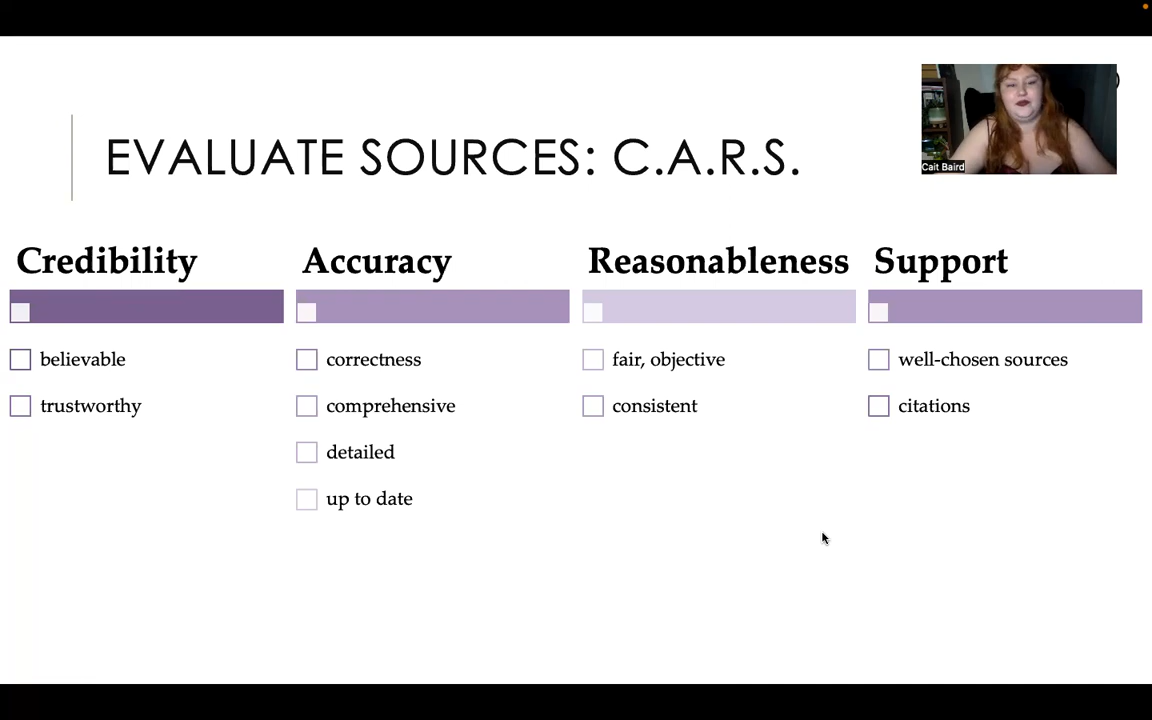 EVALUATE SOURCES: C.A.R.S.
Cait Baird
Credibility
believable
trustworthy
Accuracy
correctness
comprehensive
detailed
up to date
Reasonableness
fair, objective
consistent
Support
well-chosen sources
citations